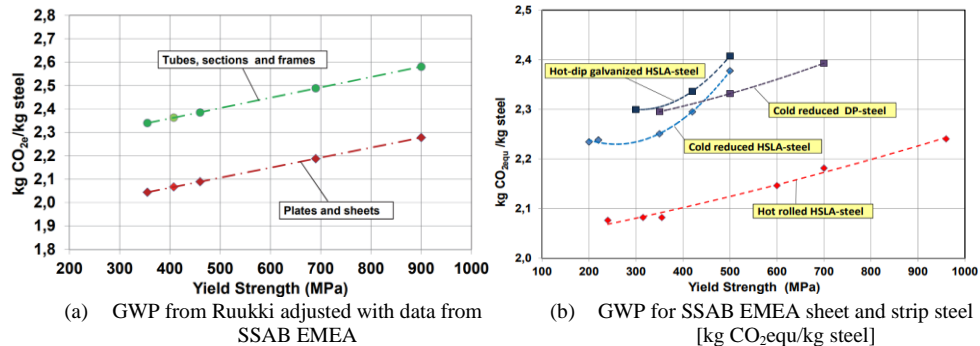 2,8
2,7
2,6
2,5
2,4
2,3
2,2
2,1
2,0
1,9
1,8
kg CO2e/kg steel
Tubes, sections and frames
Plates and sheets
200 300 400 500 600 700 800 900 1000
Yield Strength (MPa)
(a) GWP from Ruukki adjusted with data from
SSAB EMEA
2,5
2,4
2,3
2,2
2,1
2,0
kg CO2equ /kg steel
Hot-dip galvanized HSLA-steel
Cold reduced DP-steel
Cold reduced HSLA-steel
Hot rolled HSLA-steel
100 200 300 400 500 600 700 800 900 1000
Yield Strength (MPa)
(b) GWP for SSAB EMEA sheet and strip steel
[kg CO2equ/kg steel]